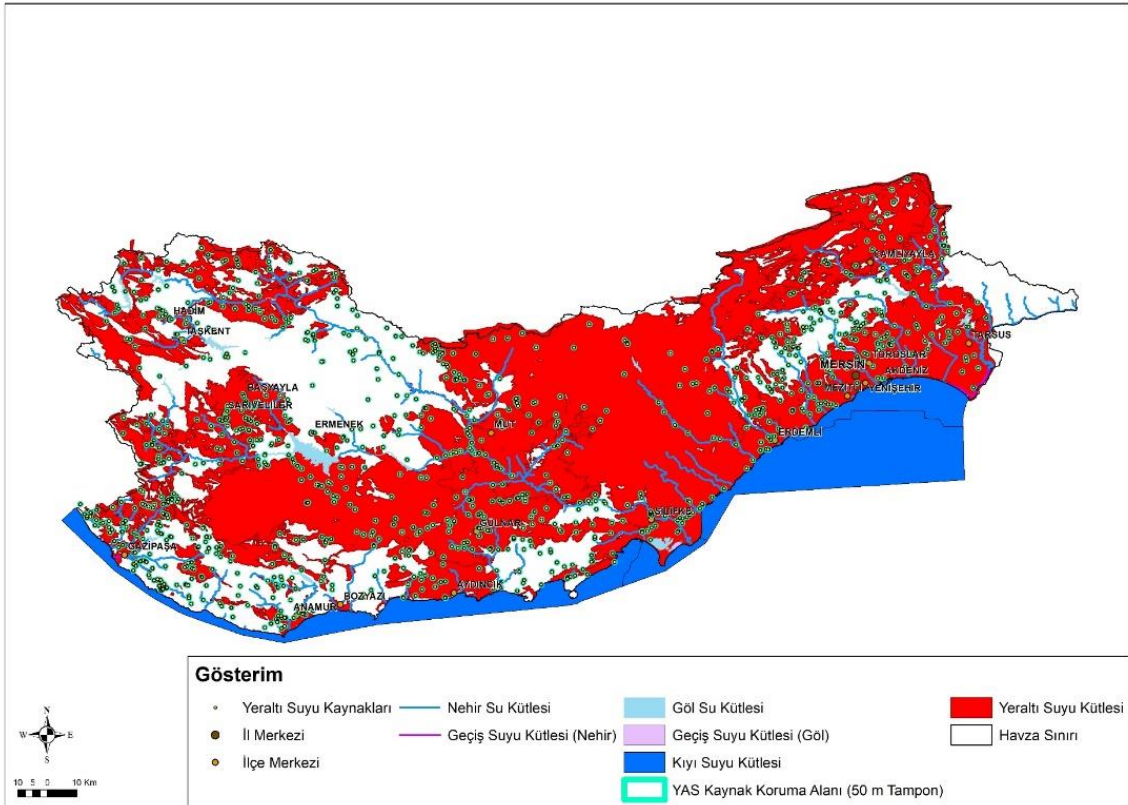 ÇAMLIYAYLA
HADIM
TAŞKENT
TARSUS
TOROSLAR
MERSİN
AKDENİZ
MEZİTLİ YENİŞEHİR
BAŞYAYLA
SARIVELİLER
ERMENEK
MUT
ERDEMLİ
SİLİFKE
GÜLNAR
GAZİPAŞA
AYDINCIK
BOZYAZI
ANAMUR
Gösterim
Yeraltı Suyu Kaynakları Nehir Su Kütlesi Göl Su Kütlesi Yeraltı Suyu Kütlesi
İl Merkezi Geçiş Suyu Kütlesi (Nehir) Geçiş Suyu Kütlesi (Göl) Havza Sınırı
İlçe Merkezi Kıyı Suyu Kütlesi
YAS Kaynak Koruma Alanı (50 m Tampon)
N
W E
S
10 5 0 10 Km